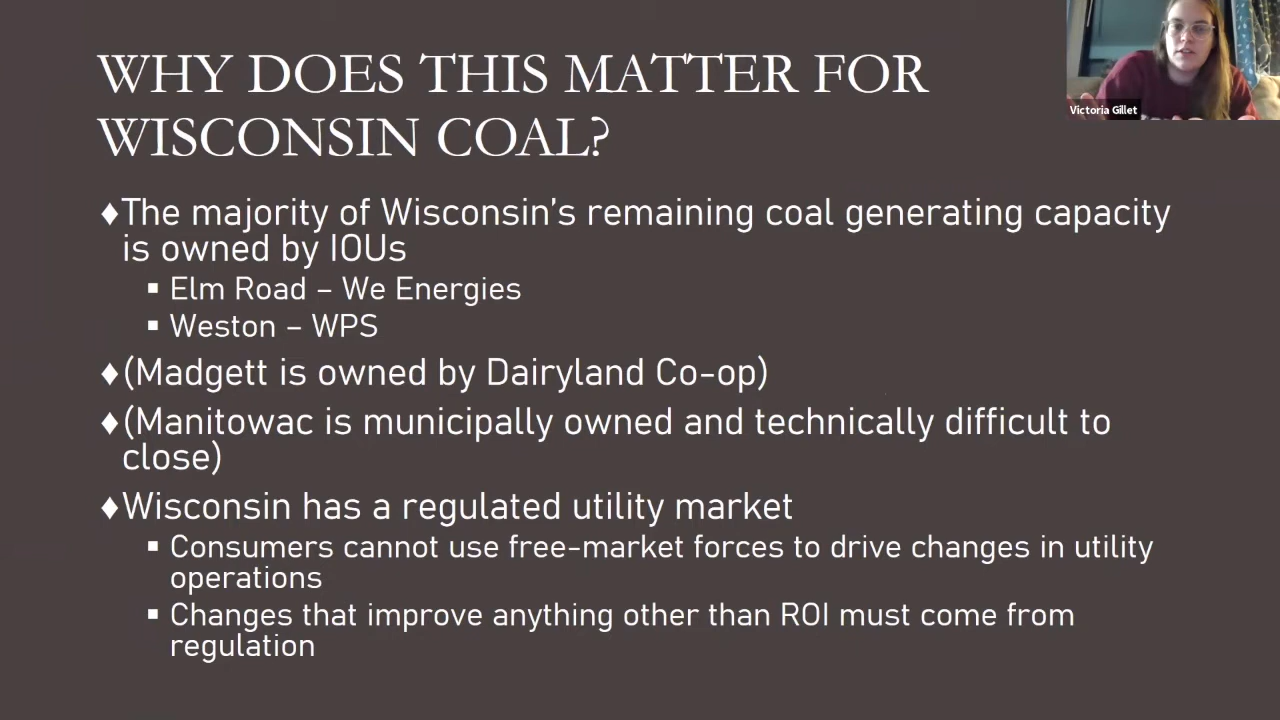 WHY DOES THIS MATTER FOR
WISCONSIN COAL?
Victoria Gillet
♦The majority of Wisconsin's remaining coal generating capacity
is owned by IOUs
▪ Elm Road – We Energies
▪ Weston – WPS
♦(Madgett is owned by Dairyland Co-op)
♦(Manitowac is municipally owned and technically difficult to
close)
♦Wisconsin has a regulated utility market
▪ Consumers cannot use free-market forces to drive changes in utility
operations
▪ Changes that improve anything other than ROI must come from
regulation